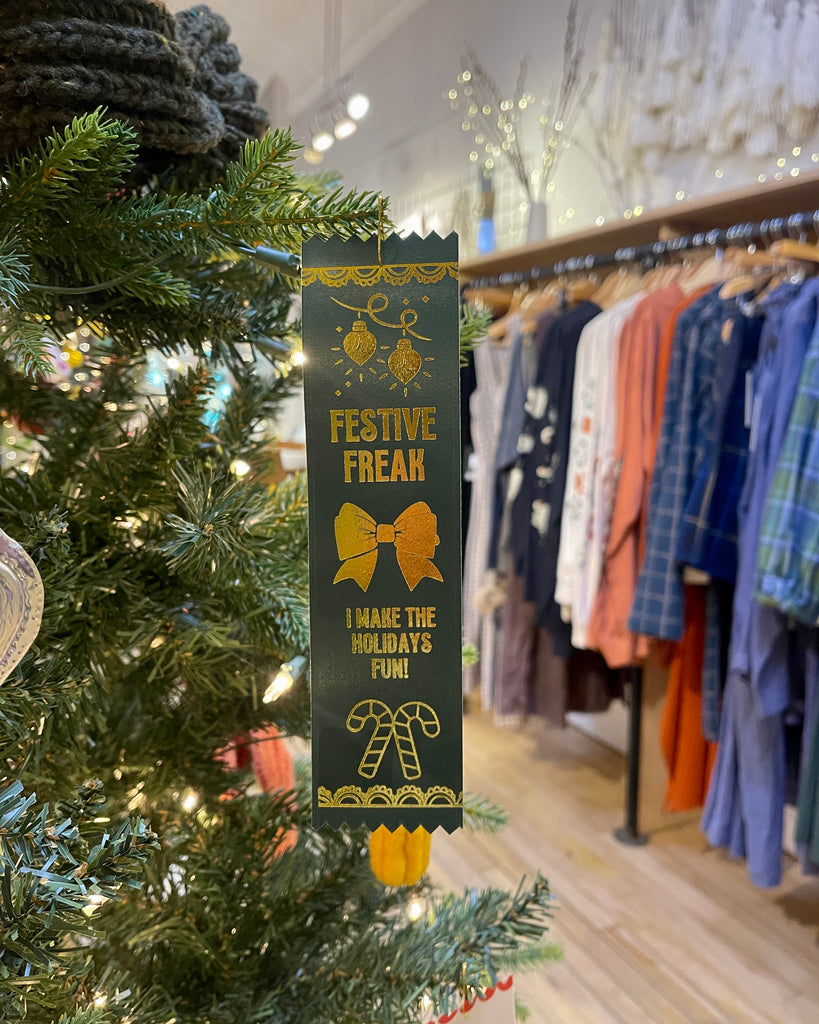 FESTIVE
FREAK
I MAKE THE
HOLIDAYS
FUN!